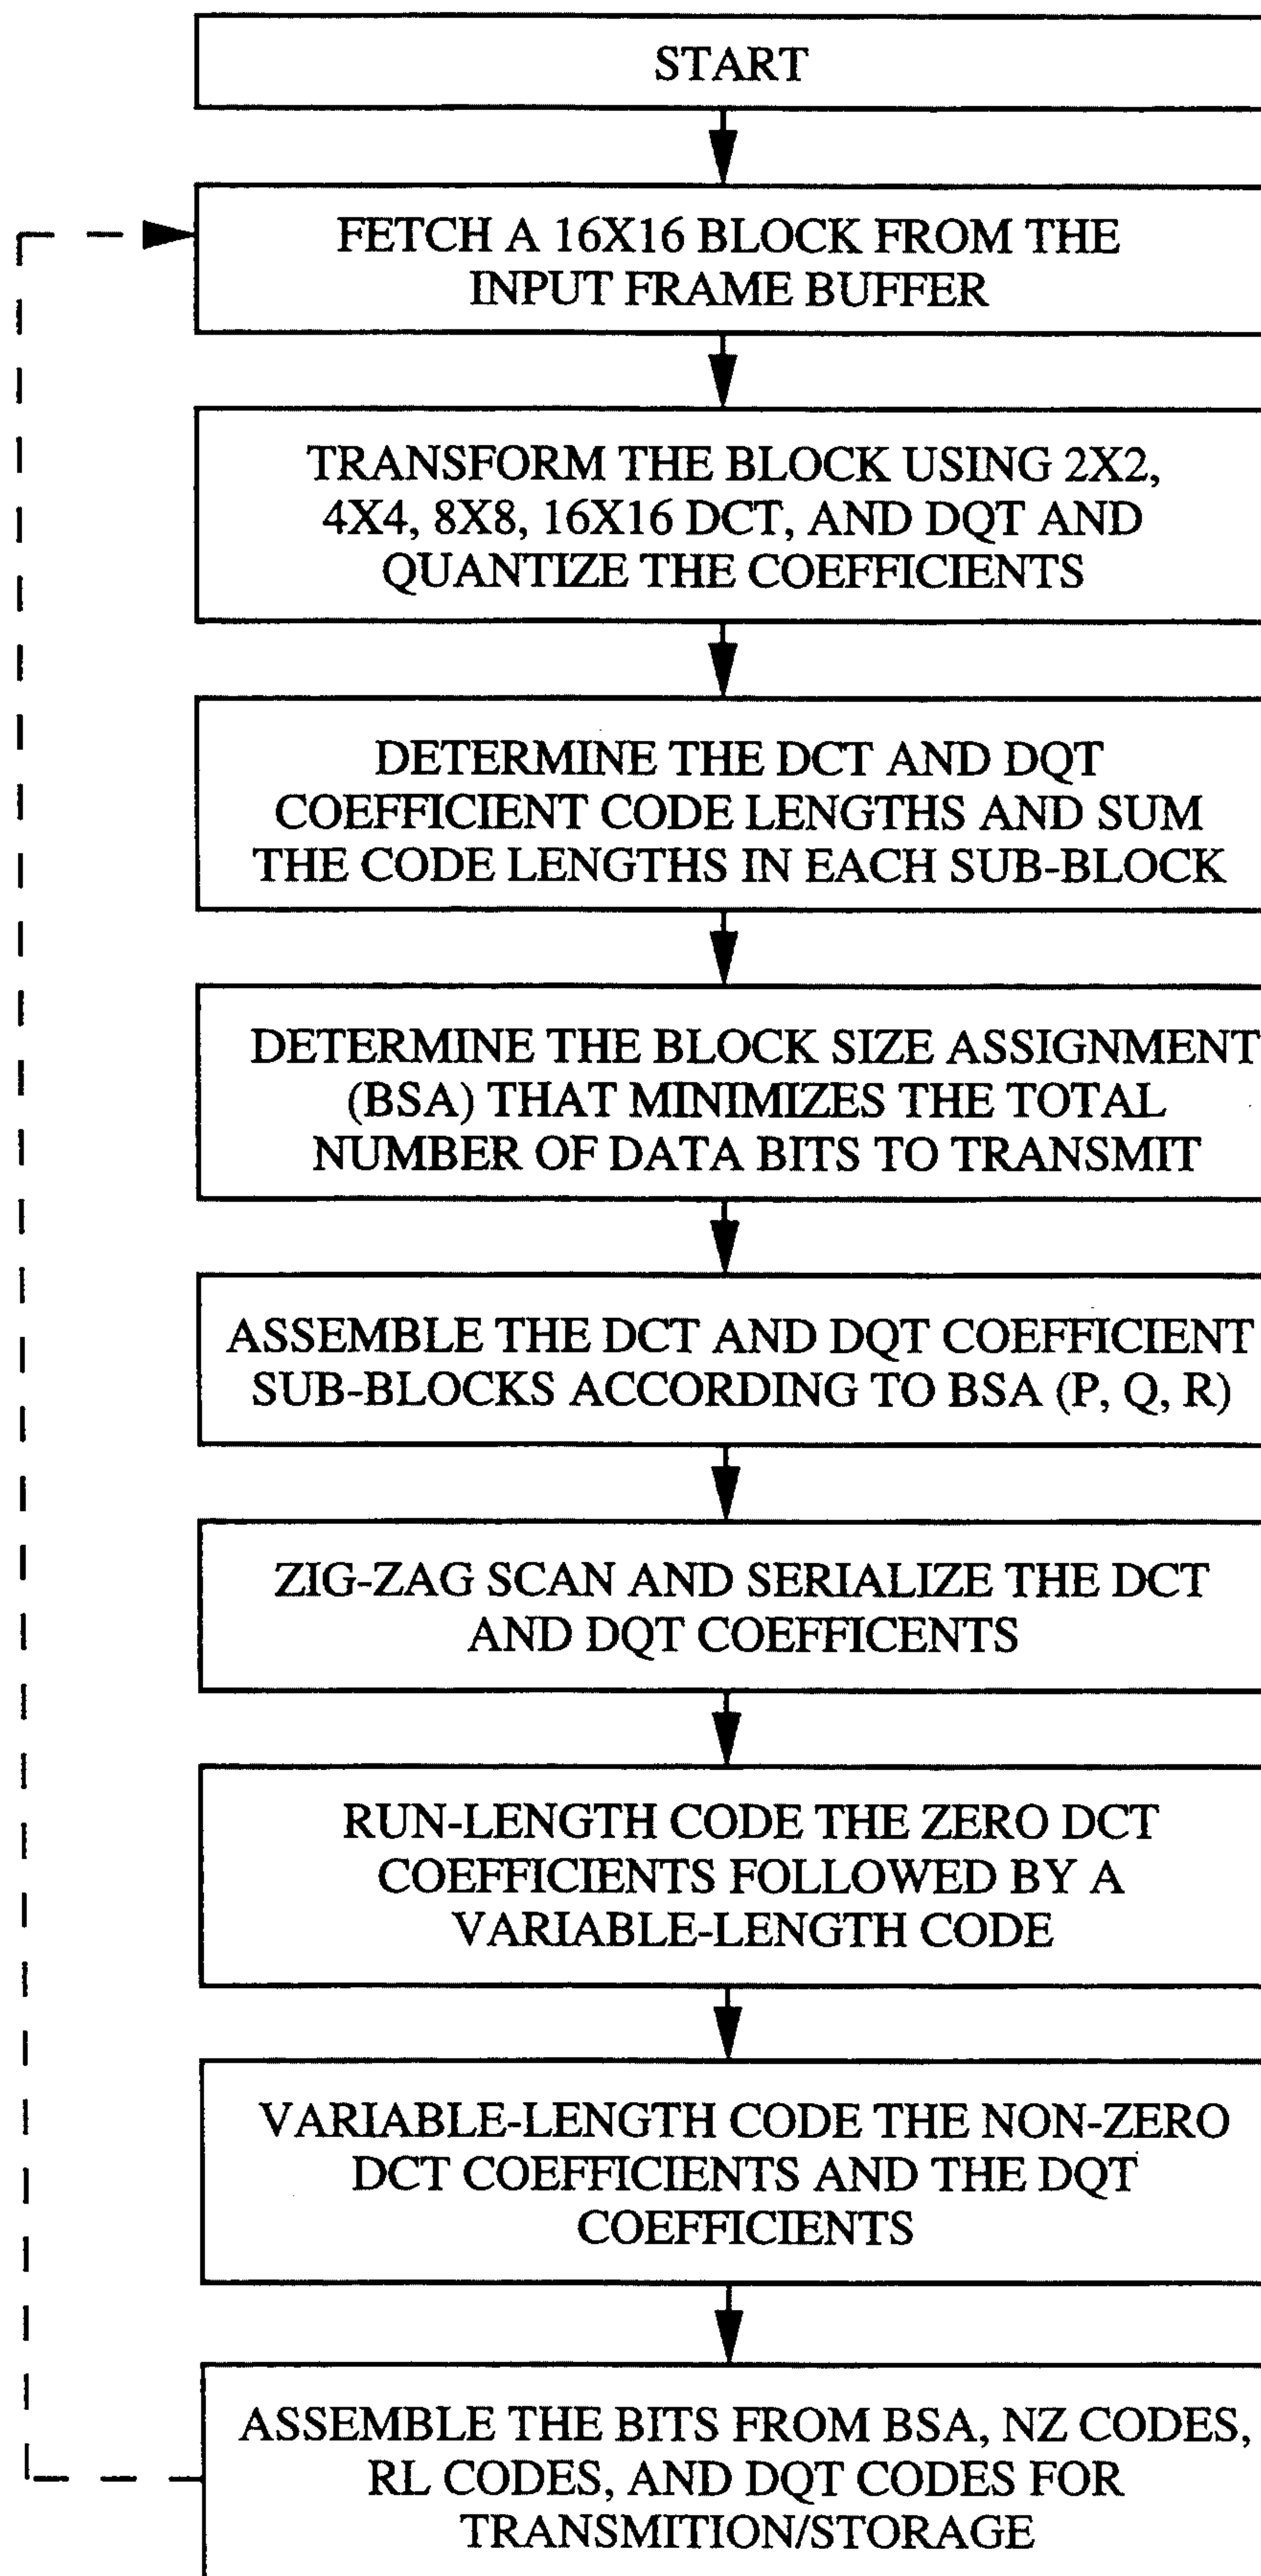 START
FETCH A 16X16 BLOCK FROM THE
INPUT FRAME BUFFER
TRANSFORM THE BLOCK USING 2X2,
4X4, 8X8, 16X16 DCT, AND DQT AND
QUANTIZE THE COEFFICIENTS
DETERMINE THE DCT AND DQT
COEFFICIENT CODE LENGTHS AND SUM
THE CODE LENGTHS IN EACH SUB-BLOCK
DETERMINE THE BLOCK SIZE ASSIGNMENT
(BSA) THAT MINIMIZES THE TOTAL
NUMBER OF DATA BITS TO TRANSMIT
ASSEMBLE THE DCT AND DQT COEFFICIENT
SUB-BLOCKS ACCORDING TO BSA (P, Q, R)
ZIG-ZAG SCAN AND SERIALIZE THE DCT
AND DQT COEFFICENTS
RUN-LENGTH CODE THE ZERO DCT
COEFFICIENTS FOLLOWED BY A
VARIABLE-LENGTH CODE
VARIABLE-LENGTH CODE THE NON-ZERO
DCT COEFFICIENTS AND THE DQT
COEFFICIENTS
ASSEMBLE THE BITS FROM BSA, NZ CODES,
RL CODES, AND DQT CODES FOR
TRANSMITION/STORAGE